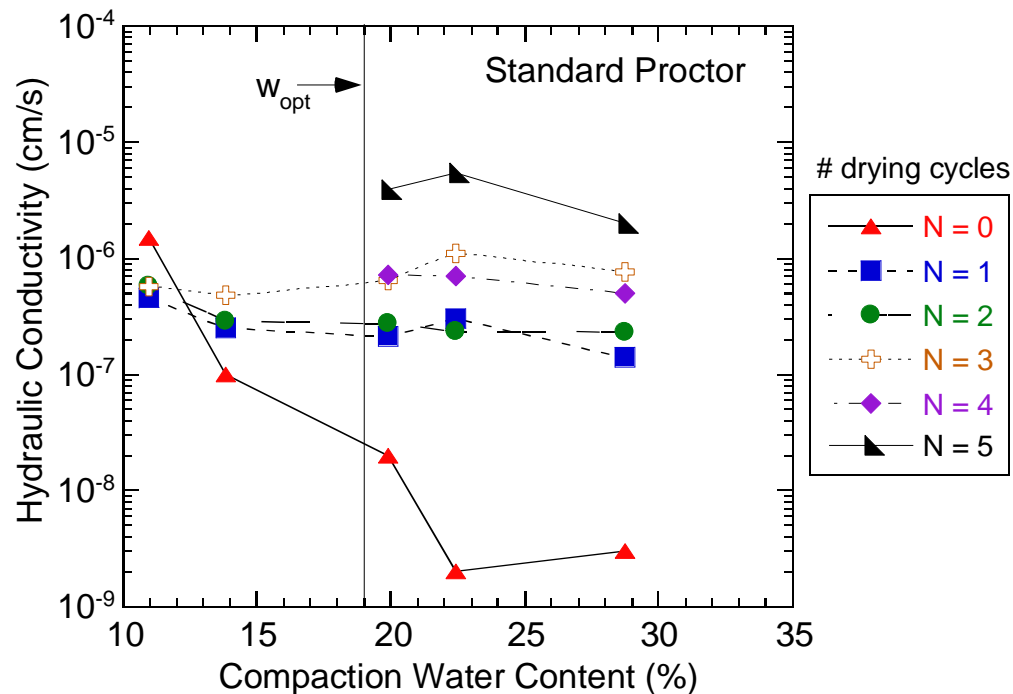 Standard Proctor
w_opt
Hydraulic Conductivity (cm/s)
10^-4
10^-5
10^-6
10^-7
10^-8
10^-9
10 15 20 25 30 35
Compaction Water Content (%)
# drying cycles
N = 0
N = 1
N = 2
N = 3
N = 4
N = 5